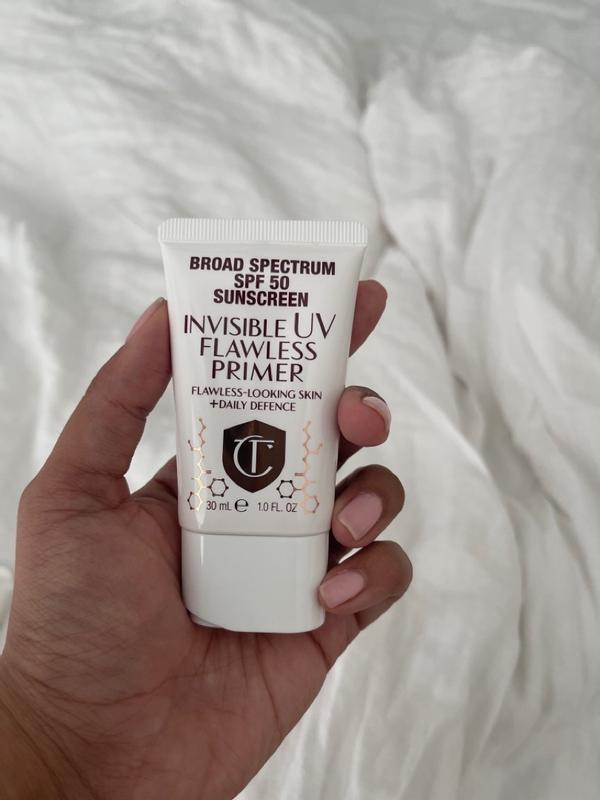 BROAD SPECTRUM
SPF 50
SUNSCREEN
INVISIBLE UV
FLAWLESS
PRIMER
FLAWLESS-LOOKING SKIN
+DAILY DEFENCE
CT
30 mL ℮ 1.0 FL. OZ